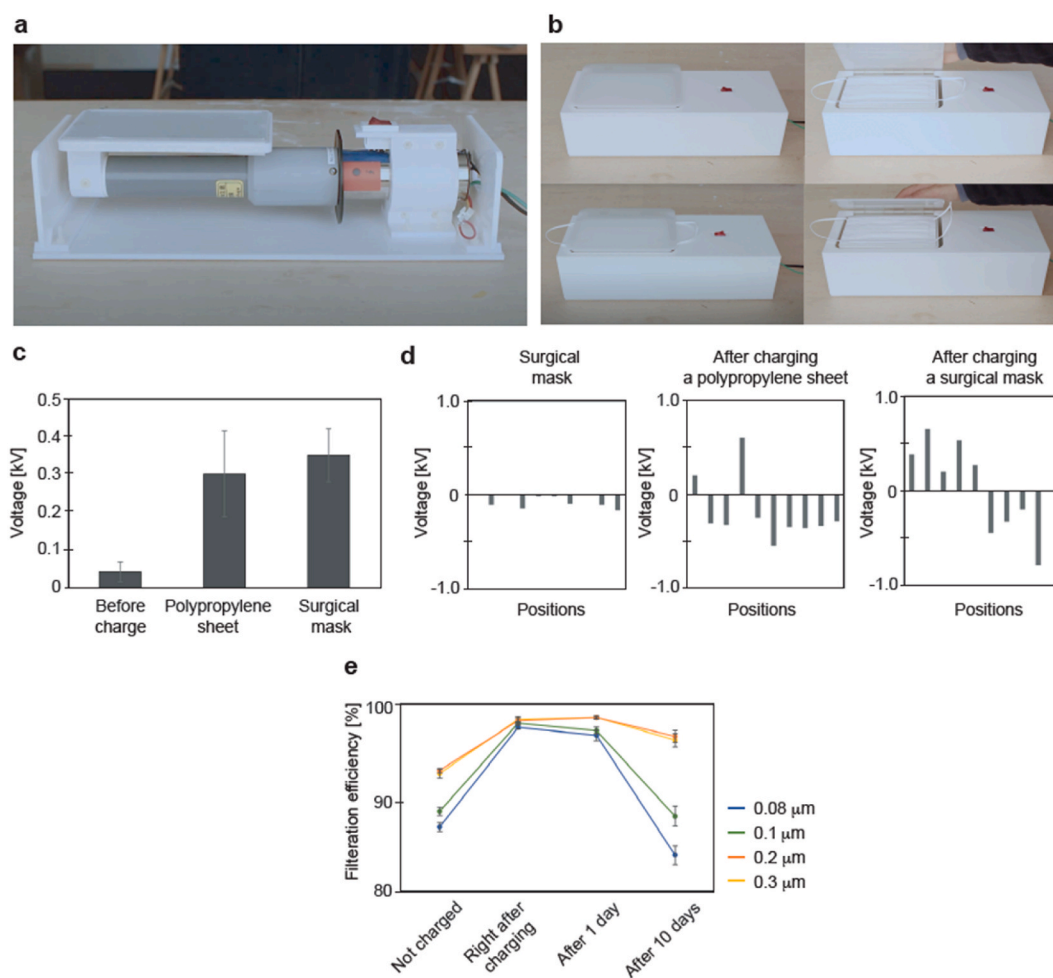 a
b
c
Voltage [kV]
0.5
0.4
0.3
0.2
0.1
0
Before
charge
Polypropylene
sheet
Surgical
mask
d
Surgical
mask
Voltage [kV]
1.0
0
-1.0
Positions
After charging
a polypropylene sheet
Voltage [kV]
1.0
0
-1.0
Positions
After charging
a surgical mask
Voltage [kV]
1.0
0
-1.0
Positions
e
Filteration efficiency [%]
100
90
80
Not charged
Right after
charging
After 1 day
After 10 days
0.08 μm
0.1 μm
0.2 μm
0.3 μm